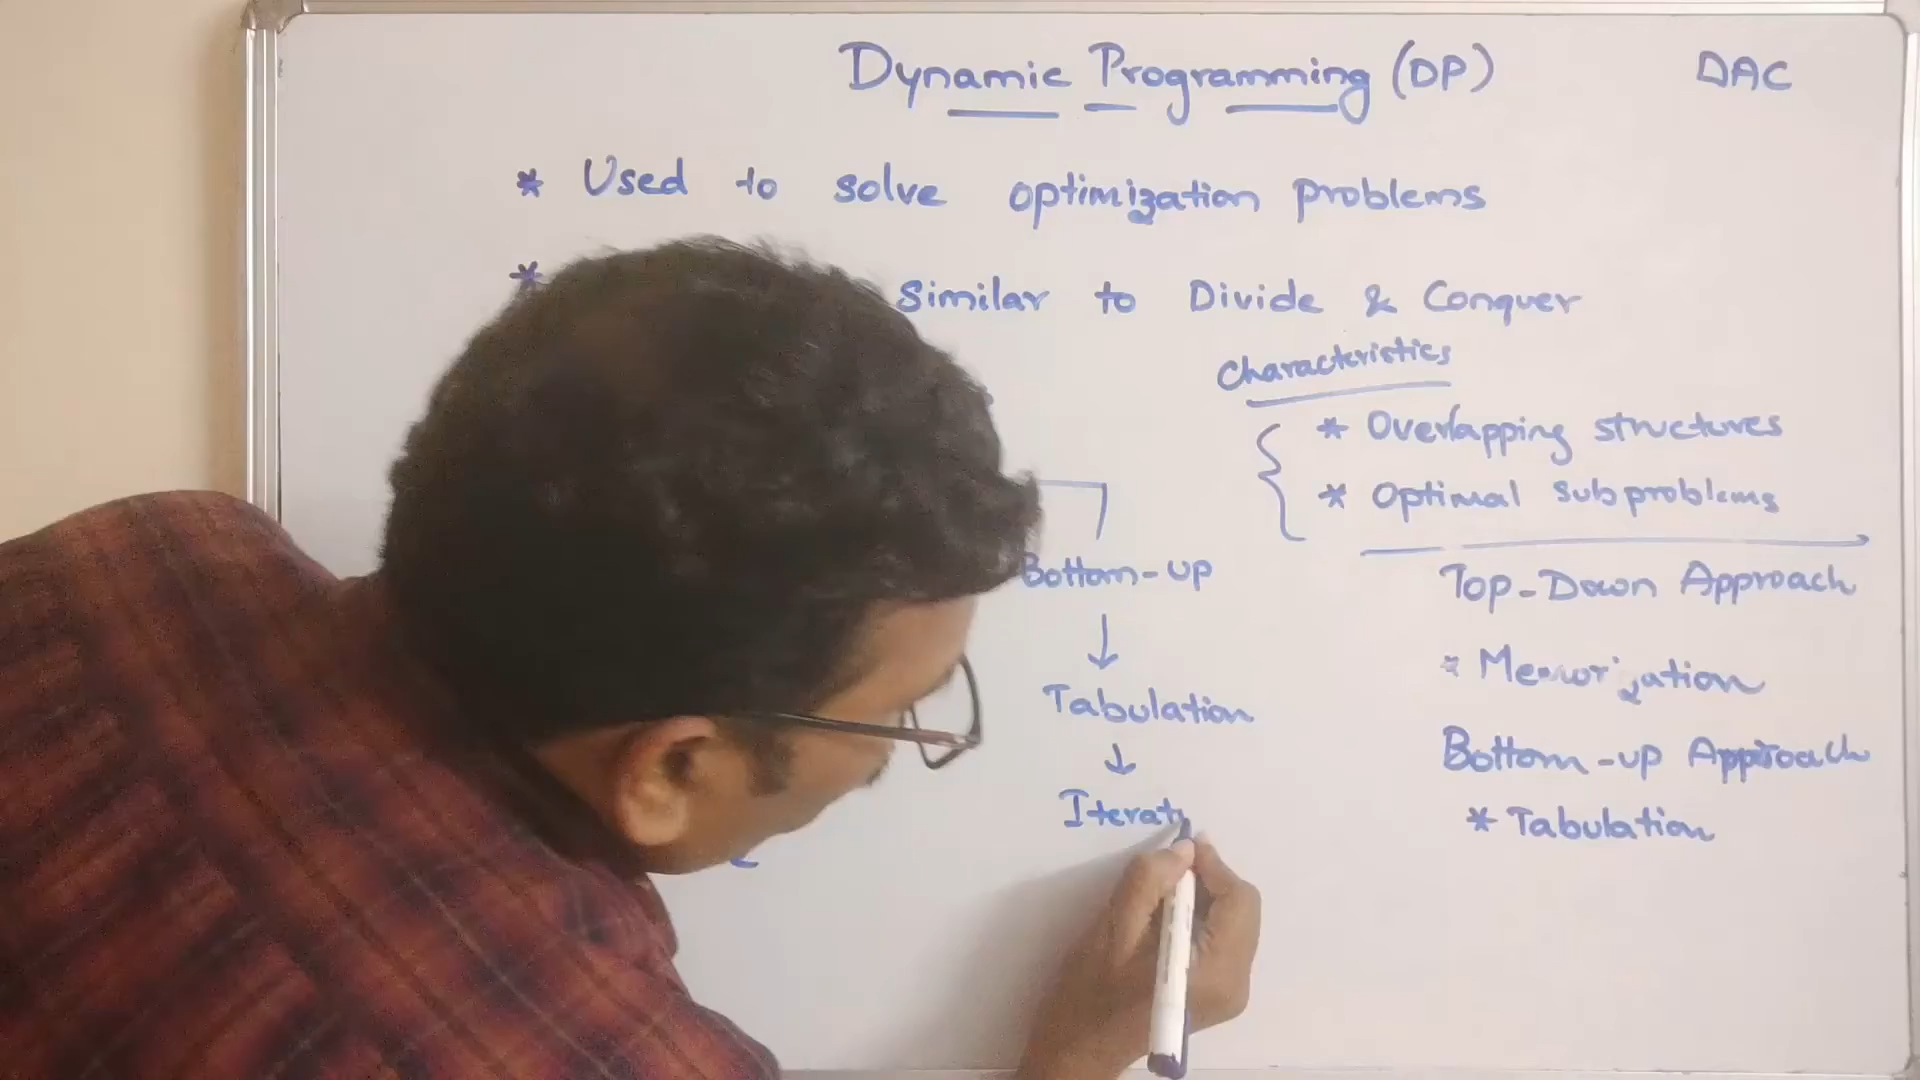 Dynamic Programming (DP)
DAC
* Used to solve optimization problems
* Similar to Divide & Conquer
Characteristics
* Overlapping structures
* Optimal subproblems
Bottom-up
↓
Tabulation
↓
Iterati
Top-Down Approach
* Memorization
Bottom-up Approach
* Tabulation